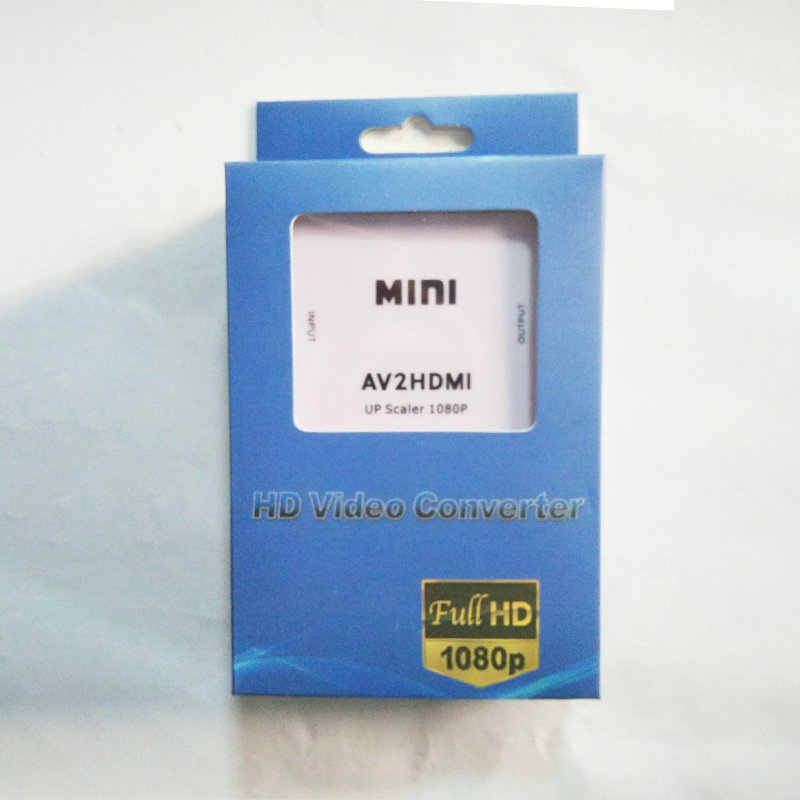 MINI
INPUT
OUTPUT
AV2HDMI
UP Scaler 1080P
HD Video Converter
Full HD
1080p